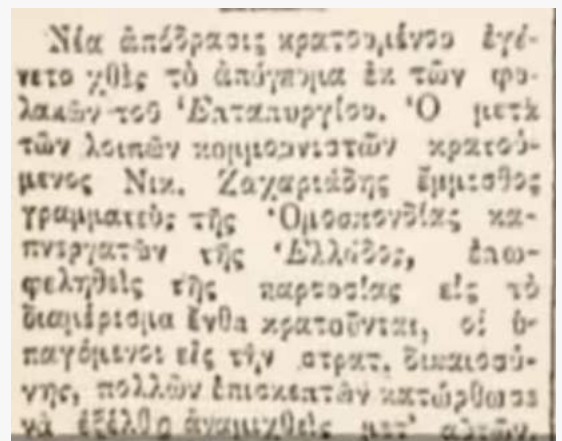 Νέα ἀπόδρασις κρατουμένου ἐγέ-
νετο χθὲς τὸ ἀπόγευμα ἐκ τῶν φυ-
λακῶν τοῦ Ἑπταπυργίου. Ὁ μετὰ
τῶν λοιπῶν κομμουνιστῶν κρατού-
μενος Νικ. Ζαχαριάδης ἔμμισθος
γραμματεὺς τῆς Ὁμοσπονδίας κα-
πνεργατῶν τῆς Ἑλλάδος, ἐπω-
φεληθεὶς τῆς παρουσίας εἰς τὸ
διαμέρισμα ἔνθα κρατοῦνται, οἱ ὑ-
παγόμενοι εἰς τὴν στρατ. δικαιοσύ-
νης, πολλῶν ἐπισκεπτῶν κατώρθωσε
νὰ ἐξέλθῃ ἀναμιχθεὶς μετ' αὐτῶν.